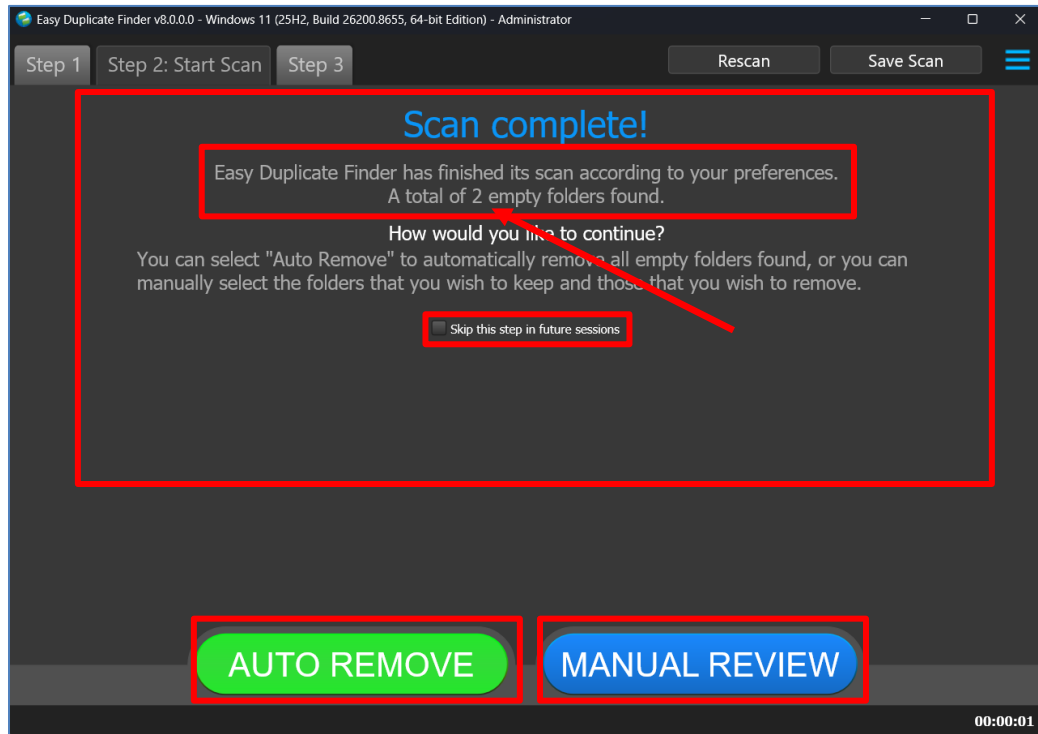 Easy Duplicate Finder v8.0.0.0 - Windows 11 (25H2, Build 26200.8655, 64-bit Edition) - Administrator
Step 1
Step 2: Start Scan
Step 3
Rescan
Save Scan
Scan complete!
Easy Duplicate Finder has finished its scan according to your preferences.
A total of 2 empty folders found.
How would you like to continue?
You can select "Auto Remove" to automatically remove all empty folders found, or you can
manually select the folders that you wish to keep and those that you wish to remove.
Skip this step in future sessions
AUTO REMOVE
MANUAL REVIEW
00:00:01